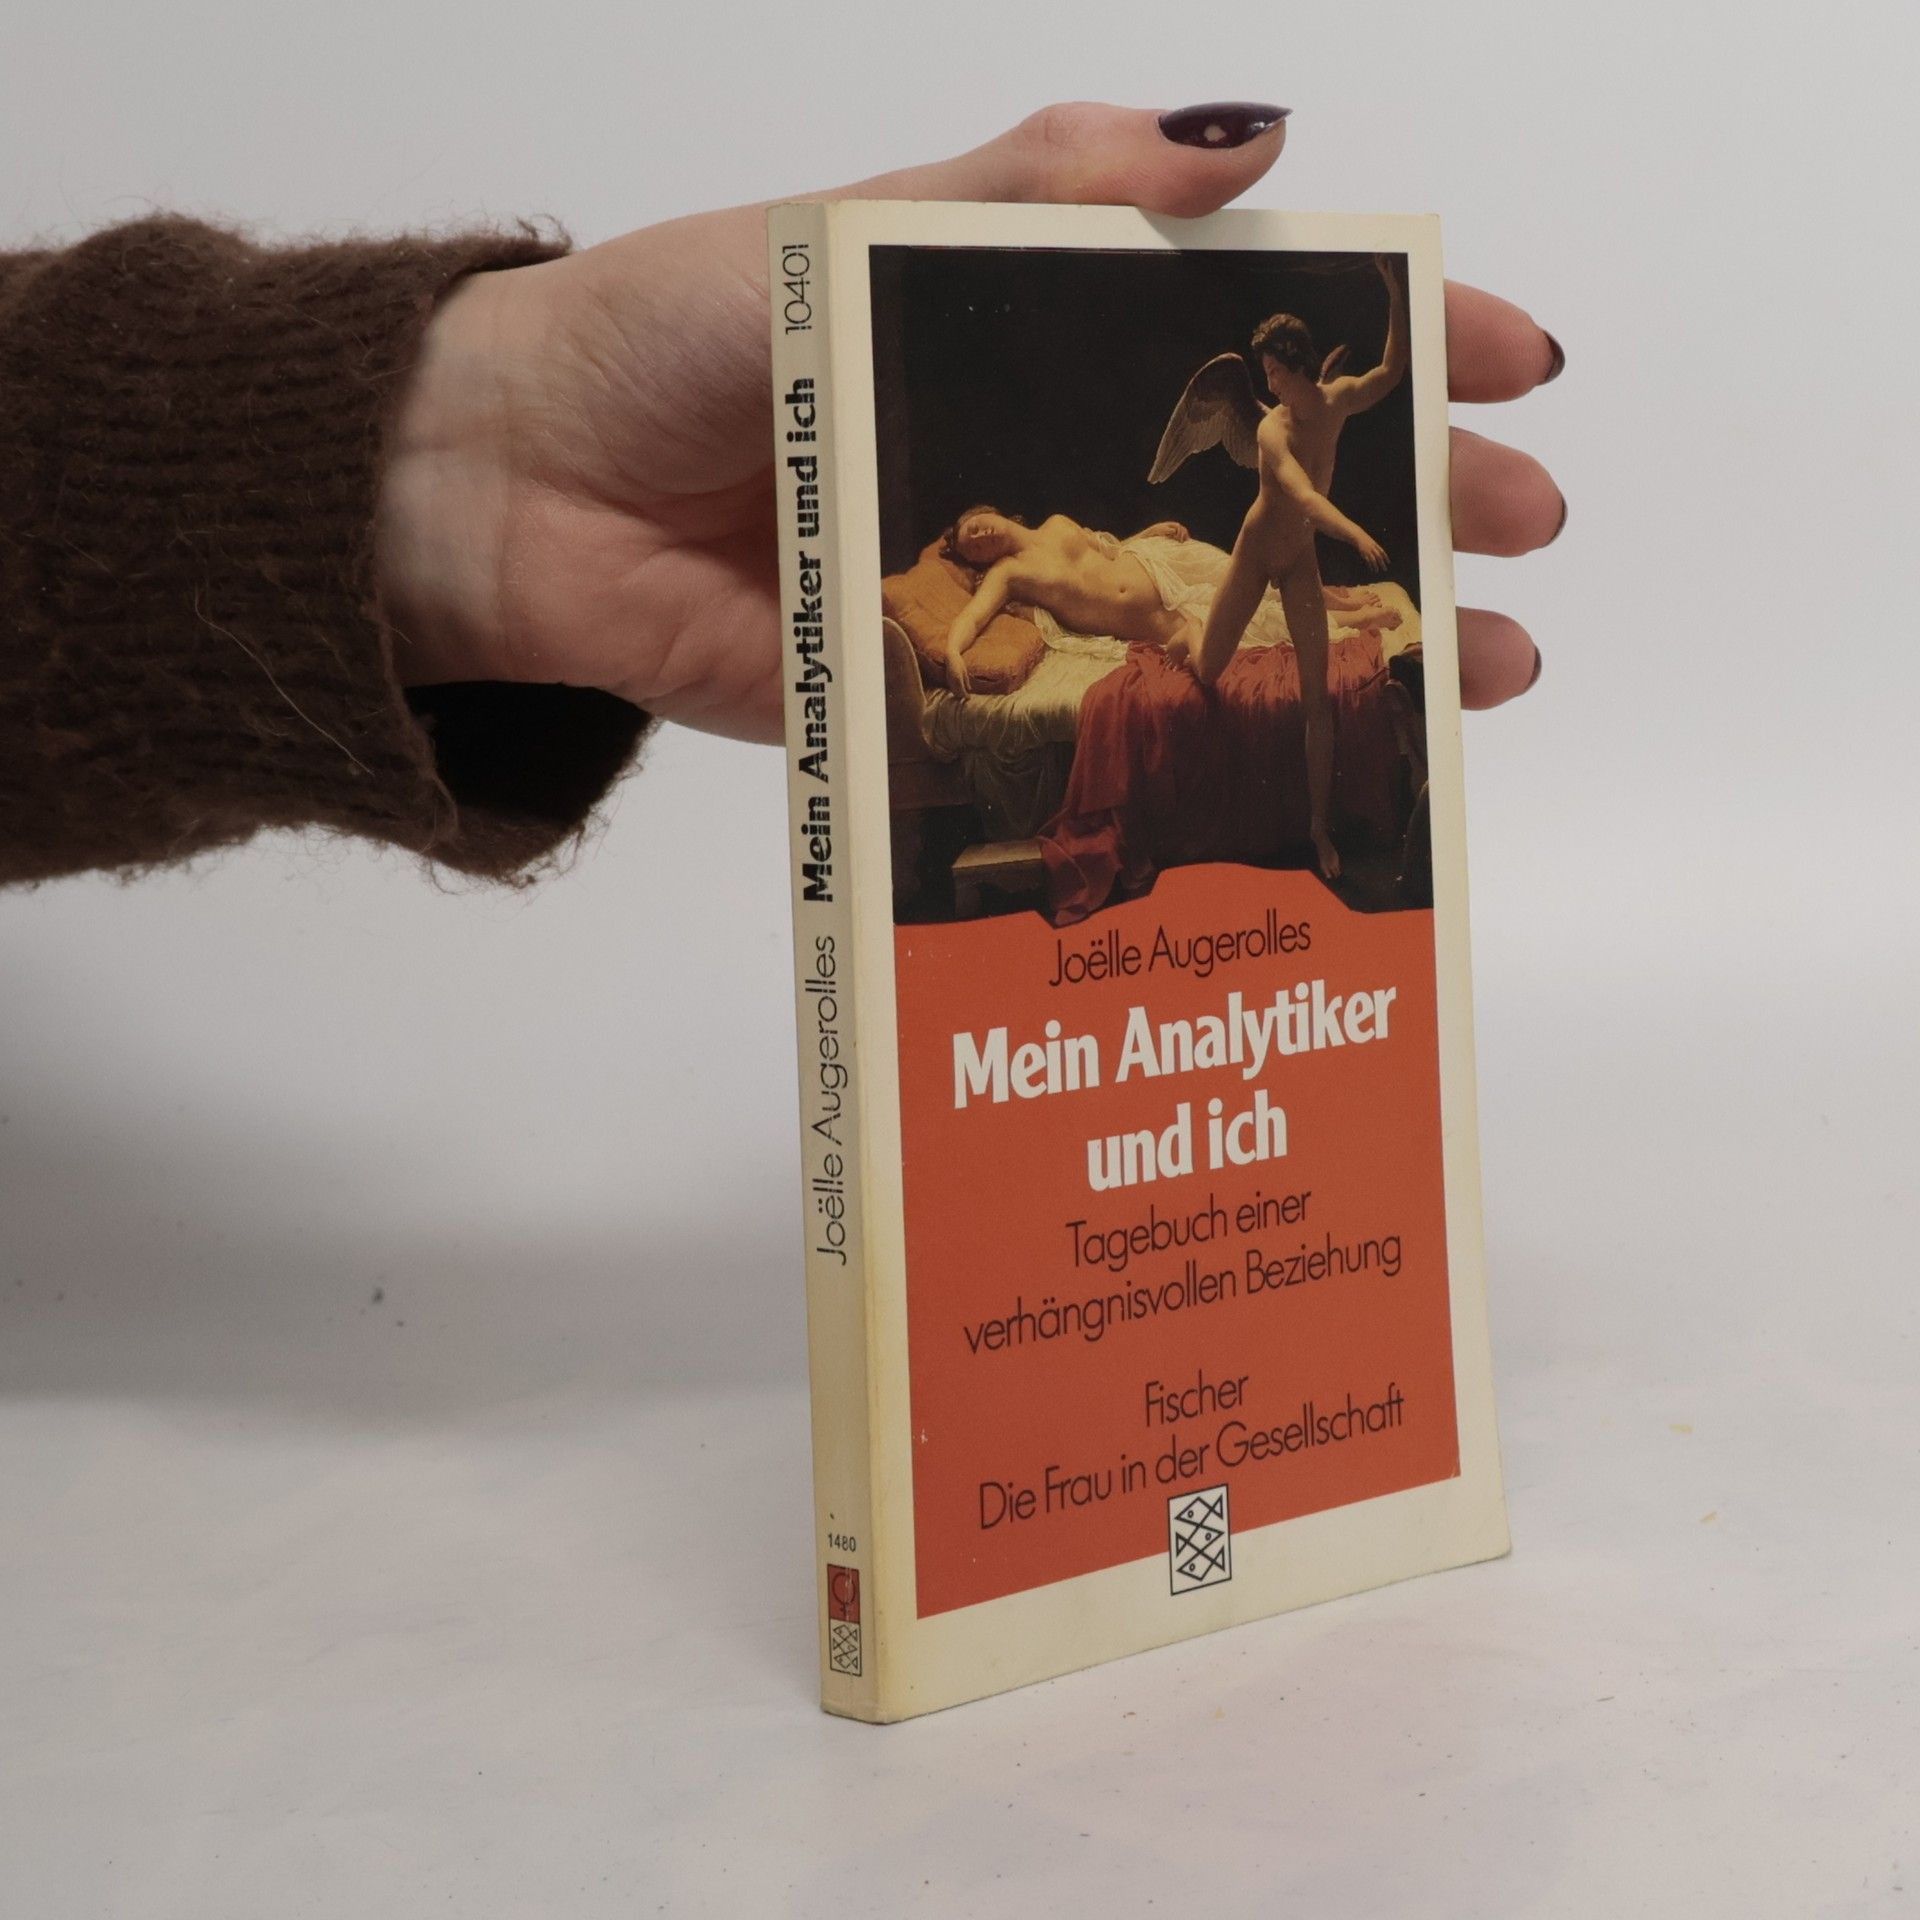 Joëlle Augerolles Mein Analytiker und ich 10401
1480
Joëlle Augerolles
Mein Analytiker
und ich
Tagebuch einer
verhängnisvollen Beziehung
Fischer
Die Frau in der Gesellschaft